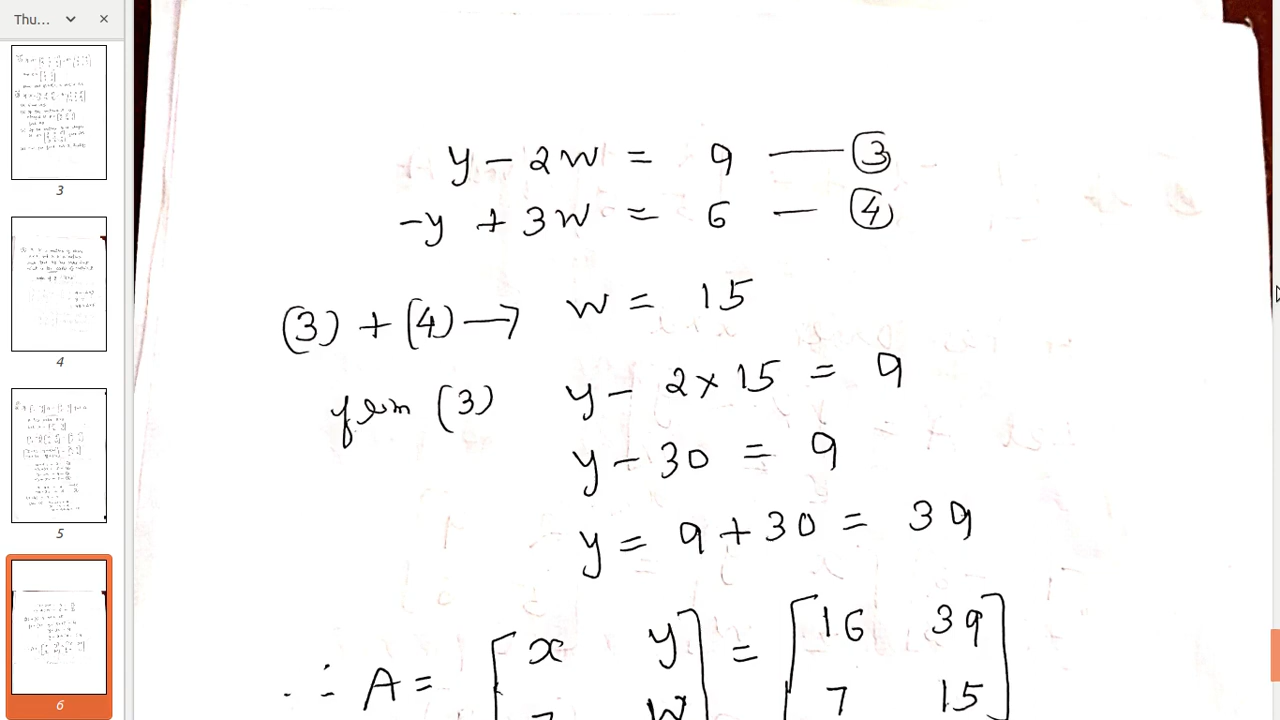 Thu...
3
4
5
6
y - 2w = 9 —— ③
-y + 3w = 6 — ④
(3) + (4) → w = 15
from (3) y - 2 × 15 = 9
y - 30 = 9
y = 9 + 30 = 39
∴ A = [x y] = [16 39]
w 7 15